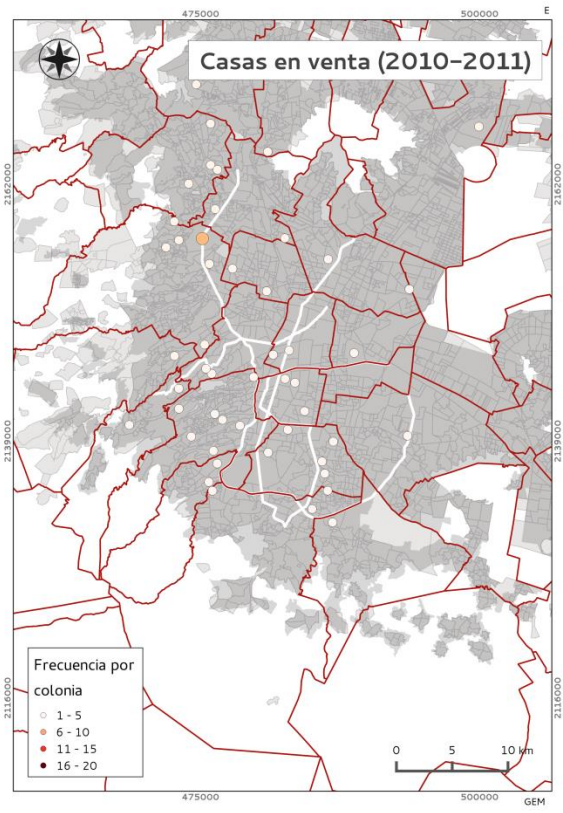 475000
500000
E
Casas en venta (2010-2011)
2162000
2162000
2139000
2139000
2116000
2116000
Frecuencia por
colonia
1 - 5
6 - 10
11 - 15
16 - 20
0 5 10 km
475000
500000
GEM